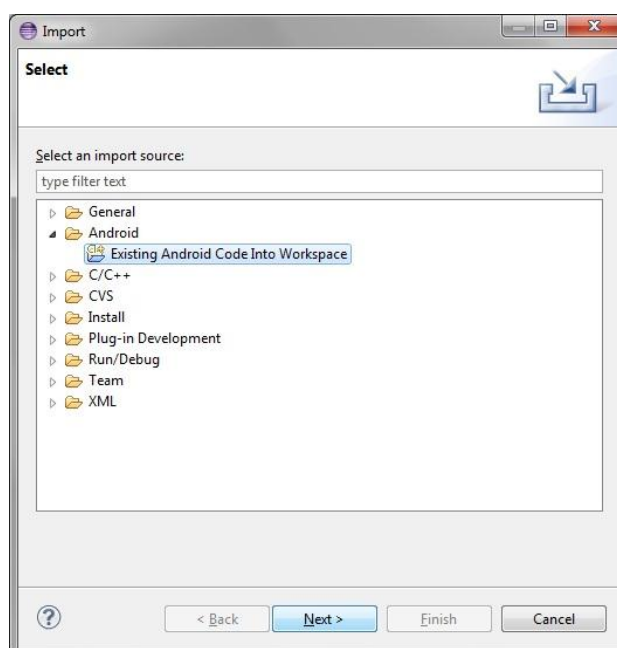 Import
Select
Select an import source:
type filter text
General
Android
Existing Android Code Into Workspace
C/C++
CVS
Install
Plug-in Development
Run/Debug
Team
XML
?
< Back
Next >
Finish
Cancel